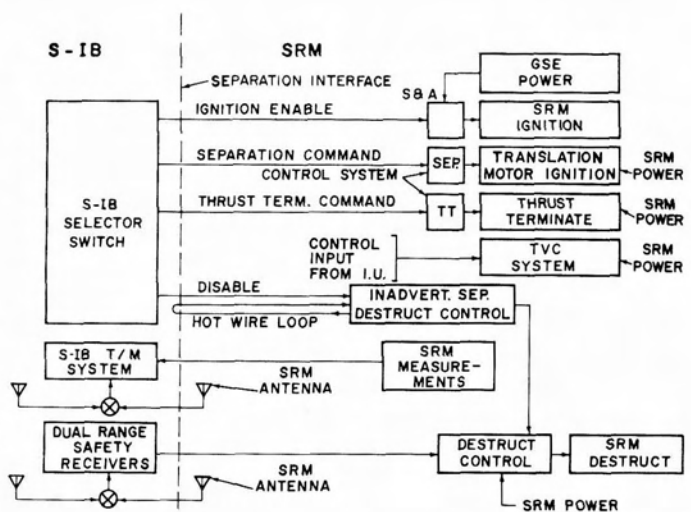 S-IB
SRM
SEPARATION INTERFACE
GSE
POWER
S & A
IGNITION ENABLE
SRM
IGNITION
SEPARATION COMMAND
SEP.
TRANSLATION
MOTOR IGNITION
SRM
POWER
CONTROL SYSTEM
S-IB
SELECTOR
SWITCH
THRUST TERM. COMMAND
TT
THRUST
TERMINATE
SRM
POWER
CONTROL
INPUT
FROM I.U.
TVC
SYSTEM
SRM
POWER
DISABLE
INADVERT. SEP.
DESTRUCT CONTROL
HOT WIRE LOOP
S-IB T/M
SYSTEM
SRM
ANTENNA
SRM
MEASURE-
MENTS
DUAL RANGE
SAFETY
RECEIVERS
DESTRUCT
CONTROL
SRM
DESTRUCT
SRM
ANTENNA
SRM POWER